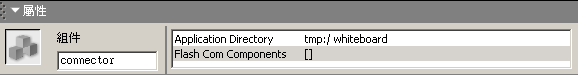 屬性
組件
connector
Application Directory tmp:/ whiteboard
Flash Com Components []